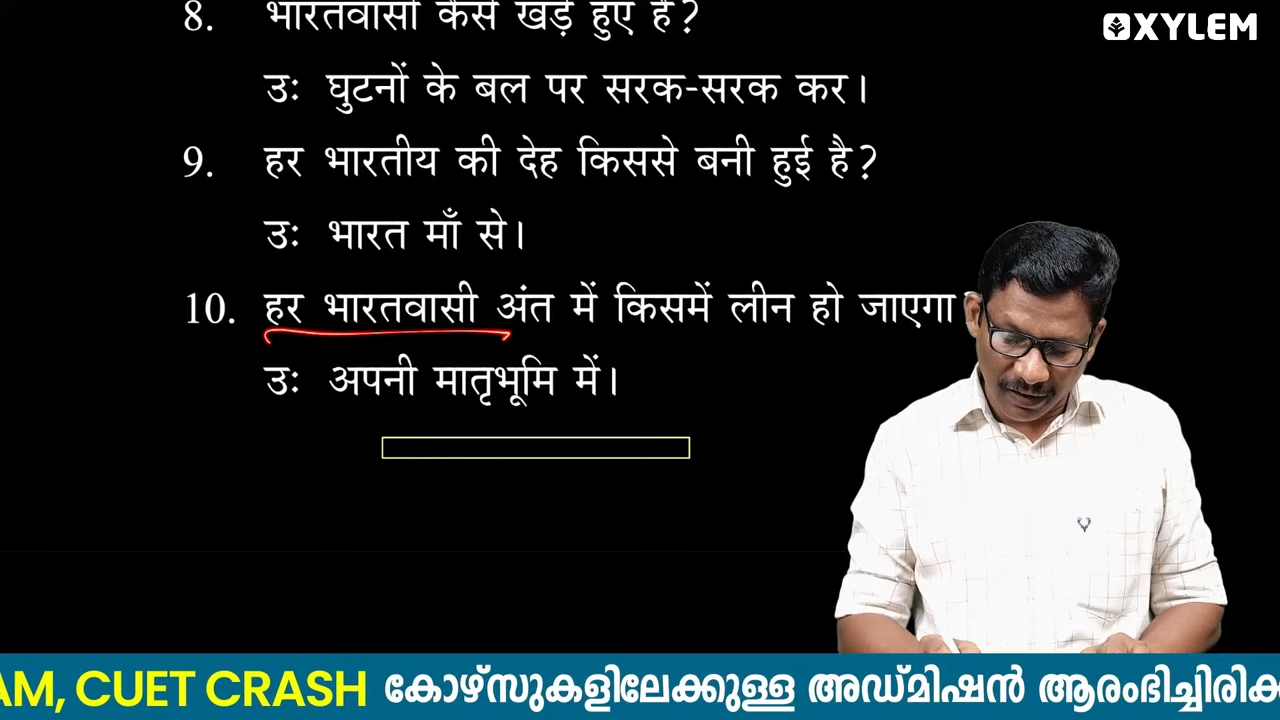 XYLEM
8. भारतवासी कैसे खड़े हुए हैं?
उः घुटनों के बल पर सरक-सरक कर।
9. हर भारतीय की देह किससे बनी हुई है?
उः भारत माँ से।
10. हर भारतवासी अंत में किसमें लीन हो जाएगा
उः अपनी मातृभूमि में।
AM, CUET CRASH കോഴ്സുകളിലേക്കുള്ള അഡ്മിഷൻ ആരംഭിച്ചിരിക